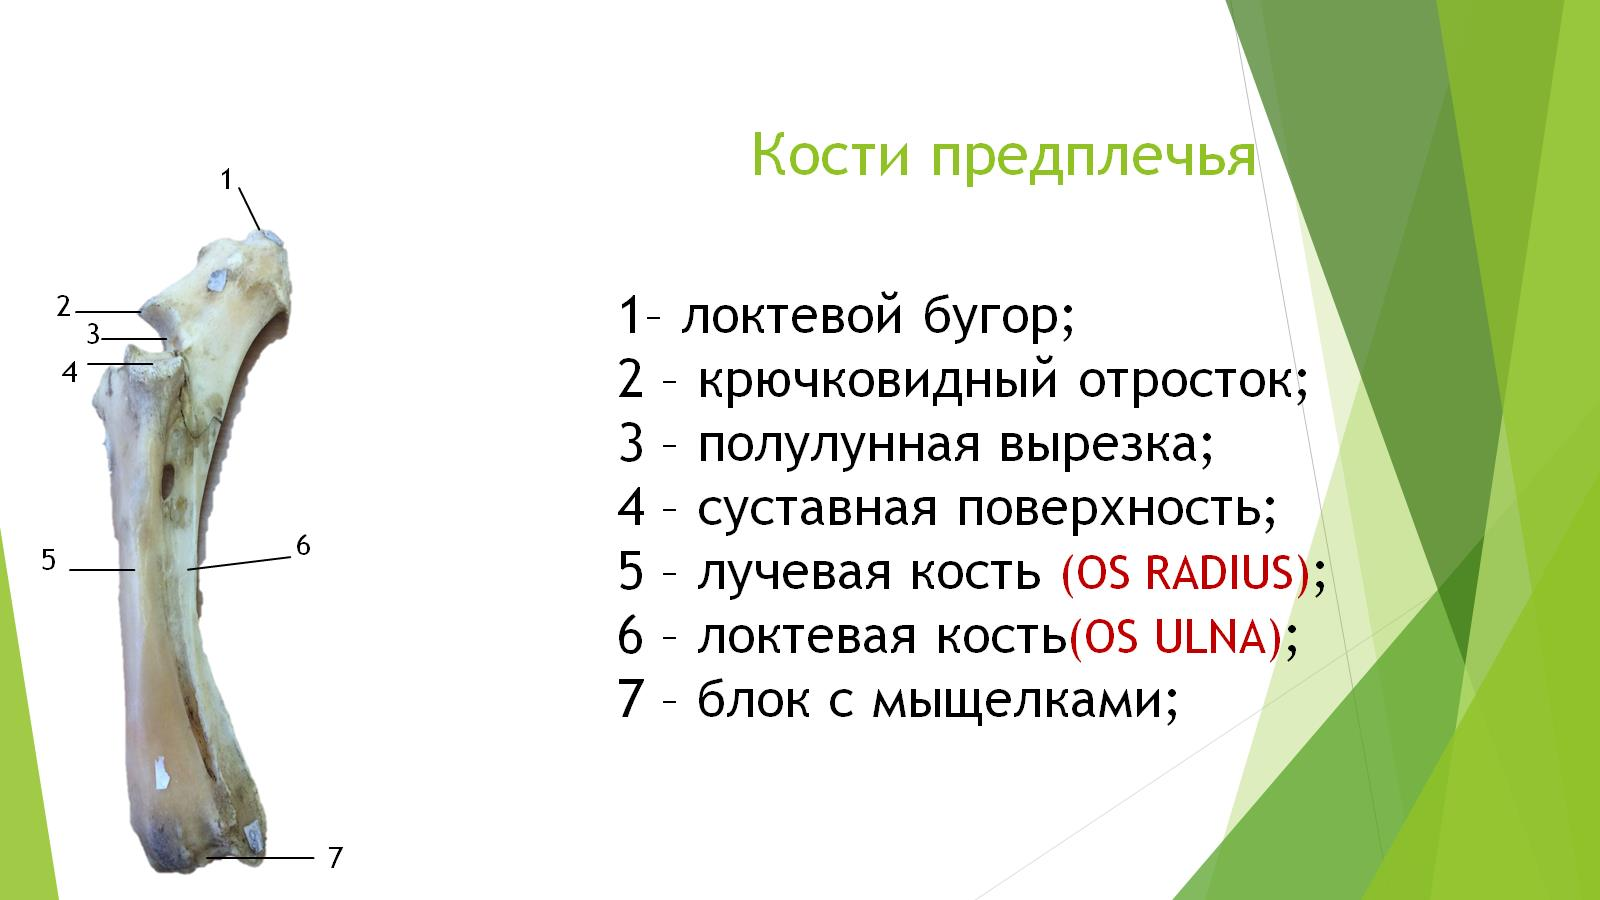 Кости предплечья
1
2
3
4
5
6
7
1– локтевой бугор;
2 – крючковидный отросток;
3 – полулунная вырезка;
4 – суставная поверхность;
5 – лучевая кость (OS RADIUS);
6 – локтевая кость(OS ULNA);
7 – блок с мыщелками;